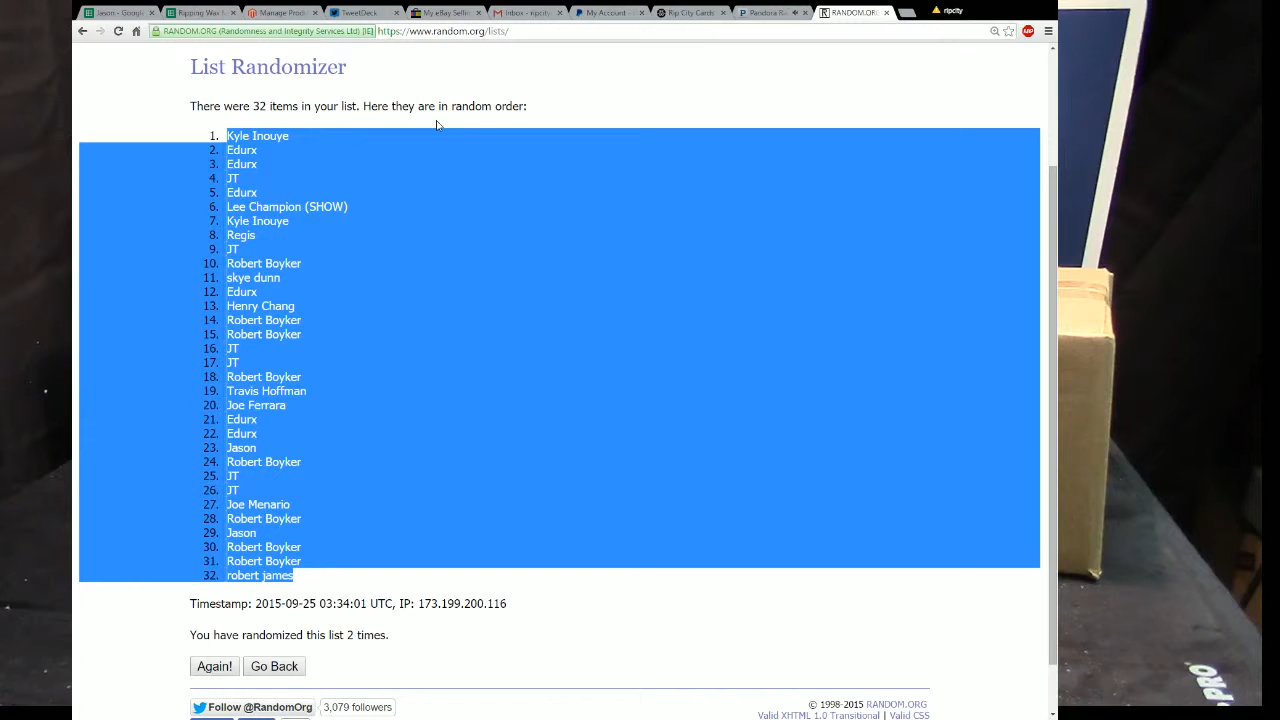 Jason - Google
Ripping Wax
Manage Prod
TweetDeck
My eBay Sellin
Inbox - ripcity
My Account -
Rip City Cards
Pandora Ra
RANDOM.OR
ripcity
RANDOM.ORG (Randomness and Integrity Services Ltd) [IE] https://www.random.org/lists/
List Randomizer
There were 32 items in your list. Here they are in random order:
1. Kyle Inouye
2. Edurx
3. Edurx
4. JT
5. Edurx
6. Lee Champion (SHOW)
7. Kyle Inouye
8. Regis
9. JT
10. Robert Boyker
11. skye dunn
12. Edurx
13. Henry Chang
14. Robert Boyker
15. Robert Boyker
16. JT
17. JT
18. Robert Boyker
19. Travis Hoffman
20. Joe Ferrara
21. Edurx
22. Edurx
23. Jason
24. Robert Boyker
25. JT
26. JT
27. Joe Menario
28. Robert Boyker
29. Jason
30. Robert Boyker
31. Robert Boyker
32. robert james
Timestamp: 2015-09-25 03:34:01 UTC, IP: 173.199.200.116
You have randomized this list 2 times.
Again! Go Back
Follow @RandomOrg 3,079 followers
© 1998-2015 RANDOM.ORG
Valid XHTML 1.0 Transitional | Valid CSS
PRO